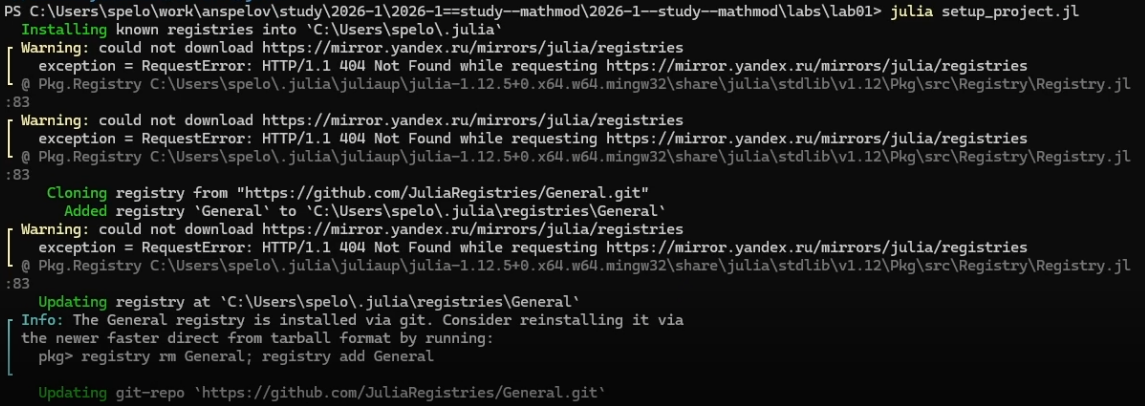 PS C:\Users\spelo\work\anspelov\study\2026-1\2026-1==study--mathmod\2026-1--study--mathmod\labs\lab01> julia setup_project.jl
Installing known registries into `C:\Users\spelo\.julia`
Warning: could not download https://mirror.yandex.ru/mirrors/julia/registries
exception = RequestError: HTTP/1.1 404 Not Found while requesting https://mirror.yandex.ru/mirrors/julia/registries
@ Pkg.Registry C:\Users\spelo\.julia\juliaup\julia-1.12.5+0.x64.w64.mingw32\share\julia\stdlib\v1.12\Pkg\src\Registry\Registry.jl
:83
Warning: could not download https://mirror.yandex.ru/mirrors/julia/registries
exception = RequestError: HTTP/1.1 404 Not Found while requesting https://mirror.yandex.ru/mirrors/julia/registries
@ Pkg.Registry C:\Users\spelo\.julia\juliaup\julia-1.12.5+0.x64.w64.mingw32\share\julia\stdlib\v1.12\Pkg\src\Registry\Registry.jl
:83
Cloning registry from "https://github.com/JuliaRegistries/General.git"
Added registry `General` to `C:\Users\spelo\.julia\registries\General`
Warning: could not download https://mirror.yandex.ru/mirrors/julia/registries
exception = RequestError: HTTP/1.1 404 Not Found while requesting https://mirror.yandex.ru/mirrors/julia/registries
@ Pkg.Registry C:\Users\spelo\.julia\juliaup\julia-1.12.5+0.x64.w64.mingw32\share\julia\stdlib\v1.12\Pkg\src\Registry\Registry.jl
:83
Updating registry at `C:\Users\spelo\.julia\registries\General`
Info: The General registry is installed via git. Consider reinstalling it via
the newer faster direct from tarball format by running:
pkg> registry rm General; registry add General
Updating git-repo `https://github.com/JuliaRegistries/General.git`